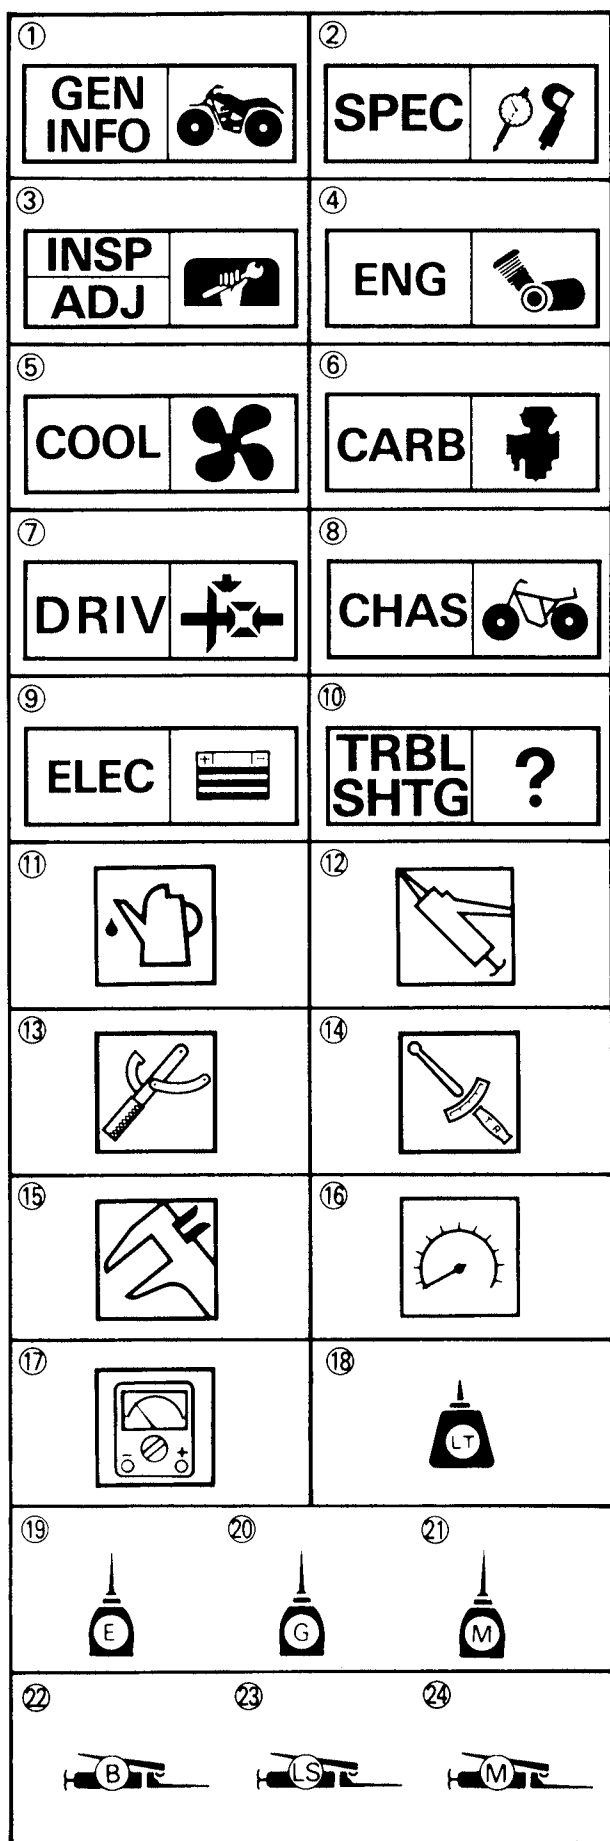 ① ②
GEN
INFO
SPEC
③ ④
INSP
ADJ
ENG
⑤ ⑥
COOL
CARB
⑦ ⑧
DRIV
CHAS
⑨ ⑩
ELEC
+ −
TRBL
SHTG
?
⑪ ⑫
⑬ ⑭
T R
⑮ ⑯
⑰ ⑱
− +
LT
⑲ ⑳ ㉑
E G M
㉒ ㉓ ㉔
B LS M